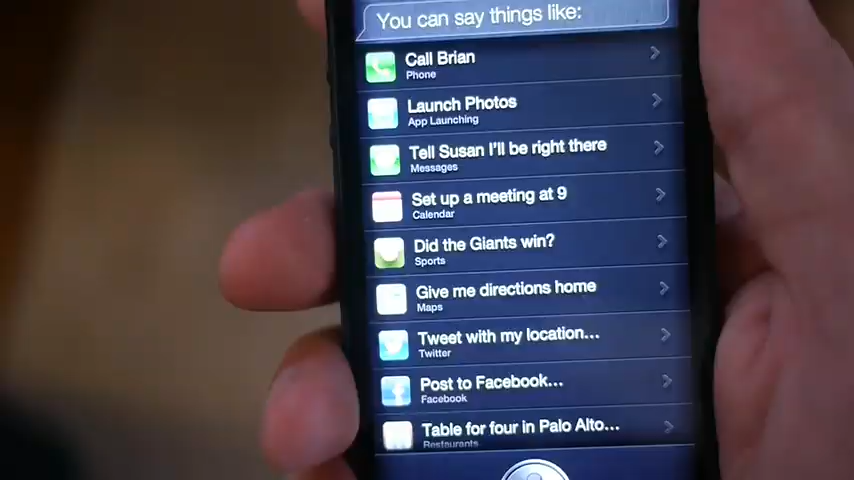 You can say things like:
Call Brian
Phone
Launch Photos
App Launching
Tell Susan I'll be right there
Messages
Set up a meeting at 9
Calendar
Did the Giants win?
Sports
Give me directions home
Maps
Tweet with my location...
Twitter
Post to Facebook...
Facebook
Table for four in Palo Alto...
Restaurants